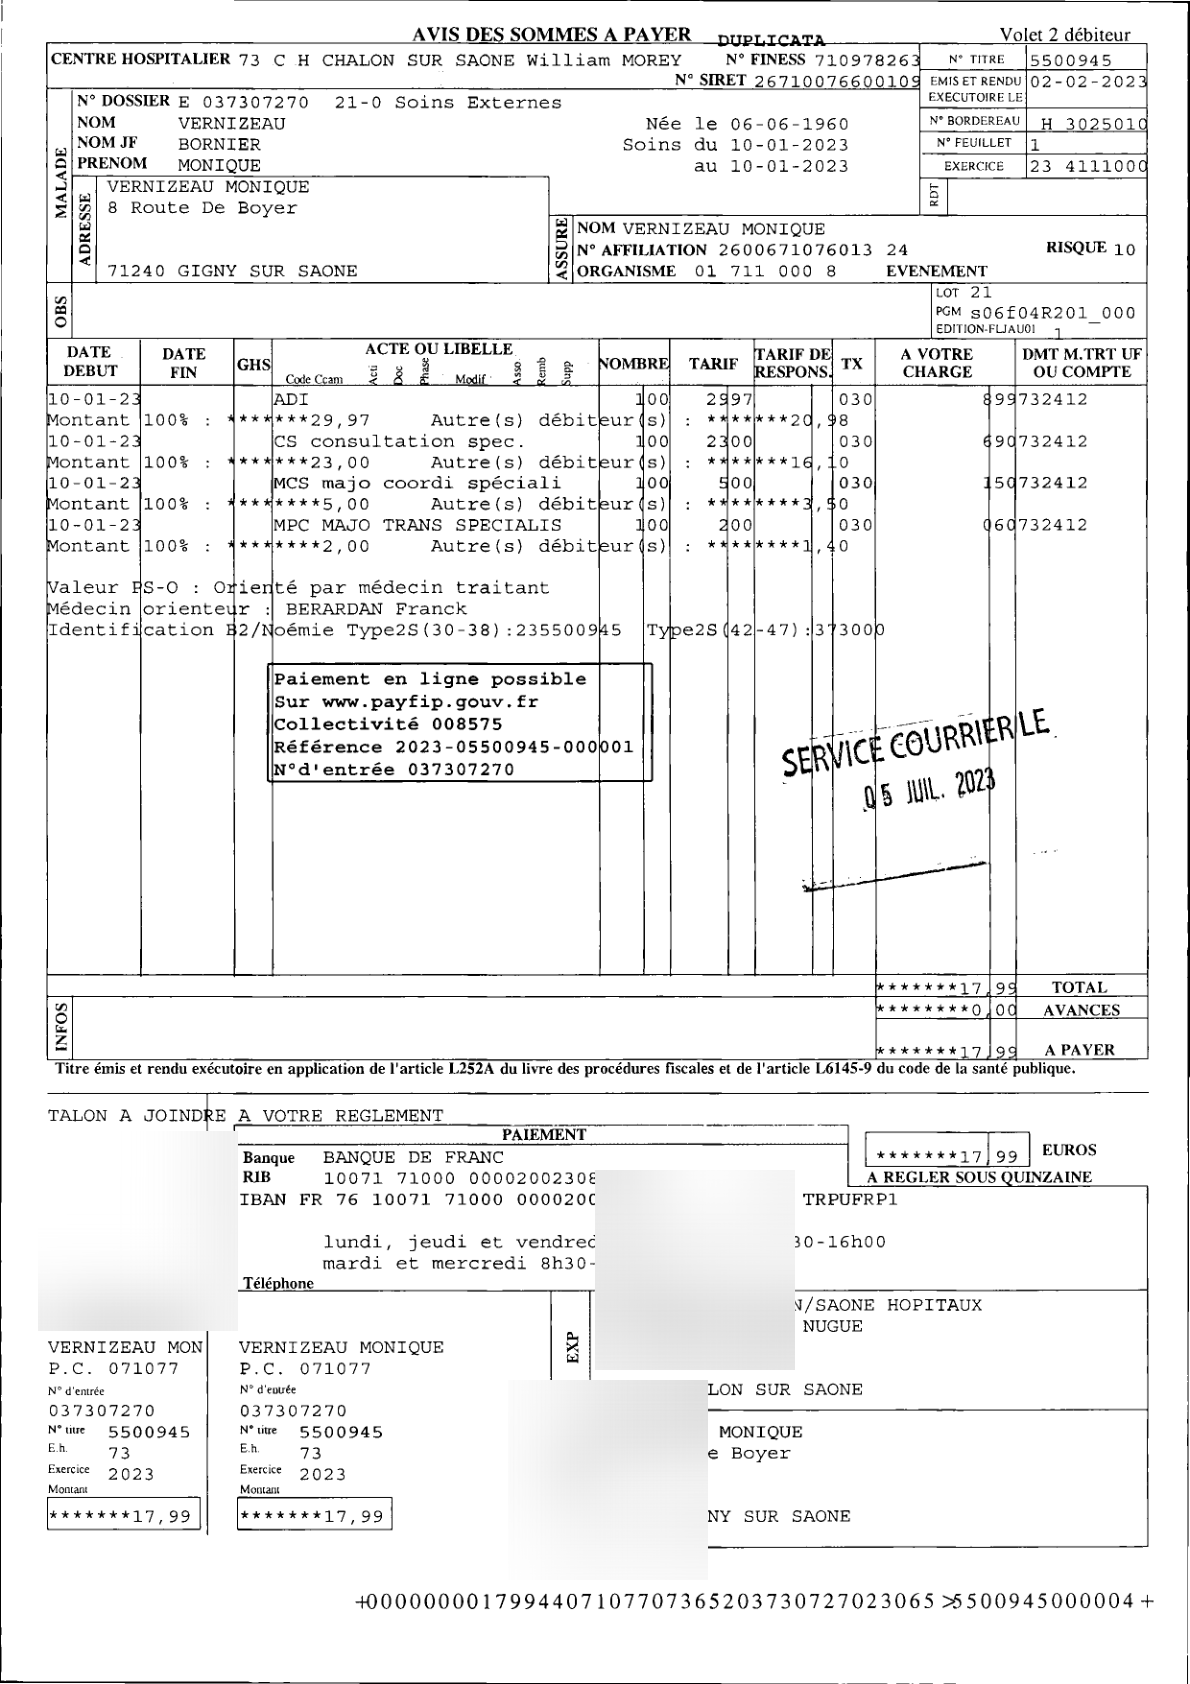 AVIS DES SOMMES A PAYER DUPLICATA Volet 2 débiteur
CENTRE HOSPITALIER 73 C H CHALON SUR SAONE William MOREY N° FINESS 710978263 N° TITRE 5500945
N° SIRET 26710076600109 EMIS ET RENDU EXECUTOIRE LE 02-02-2023
MALADE
N° DOSSIER E 037307270 21-0 Soins Externes
NOM VERNIZEAU Née le 06-06-1960 N° BORDEREAU H 3025010
NOM JF BORNIER Soins du 10-01-2023 N° FEUILLET 1
PRENOM MONIQUE au 10-01-2023 EXERCICE 23 4111000
ADRESSE
VERNIZEAU MONIQUE
8 Route De Boyer
71240 GIGNY SUR SAONE
RDT
ASSURE
NOM VERNIZEAU MONIQUE
N° AFFILIATION 2600671076013 24 RISQUE 10
ORGANISME 01 711 000 8 EVENEMENT
OBS
LOT 21
PGM s06f04R201_000
EDITION-FLJAU01 1
DATE DEBUT DATE FIN GHS ACTE OU LIBELLE NOMBRE TARIF TARIF DE RESPONS. TX A VOTRE CHARGE DMT M.TRT UF OU COMPTE
Code Ccam Acti Doc Phase Modif Asso Remb Supp
10-01-23 ADI 100 2997 030 899 732412
Montant 100% : *******29,97 Autre(s) débiteur(s) : *******20,98
10-01-23 CS consultation spec. 100 2300 030 690 732412
Montant 100% : *******23,00 Autre(s) débiteur(s) : *******16,10
10-01-23 MCS majo coordi spéciali 100 500 030 150 732412
Montant 100% : ********5,00 Autre(s) débiteur(s) : ********3,50
10-01-23 MPC MAJO TRANS SPECIALIS 100 200 030 060 732412
Montant 100% : ********2,00 Autre(s) débiteur(s) : ********1,40
Valeur PS-O : Orienté par médecin traitant
Médecin orienteur : BERARDAN Franck
Identification B2/Noémie Type2S(30-38):235500945 Type2S(42-47):373000
Paiement en ligne possible
Sur www.payfip.gouv.fr
Collectivité 008575
Référence 2023-05500945-000001
N°d'entrée 037307270
SERVICE COURRIER LE
05 JUIL. 2023
*******17,99 TOTAL
********0,00 AVANCES
INFOS
*******17,99 A PAYER
Titre émis et rendu exécutoire en application de l'article L252A du livre des procédures fiscales et de l'article L6145-9 du code de la santé publique.
TALON A JOINDRE A VOTRE REGLEMENT
PAIEMENT
Banque BANQUE DE FRANC *******17,99 EUROS
RIB 10071 71000 00002002308 A REGLER SOUS QUINZAINE
IBAN FR 76 10071 71000 0000200 TRPUFRP1
lundi, jeudi et vendred 30-16h00
mardi et mercredi 8h30-
Téléphone
EXP
N/SAONE HOPITAUX
NUGUE
LON SUR SAONE
VERNIZEAU MON VERNIZEAU MONIQUE
P.C. 071077 P.C. 071077
N° d'entrée N° d'entrée
037307270 037307270
N° titre 5500945 N° titre 5500945
E.h. 73 E.h. 73
Exercice 2023 Exercice 2023
Montant Montant
*******17,99 *******17,99
MONIQUE
e Boyer
NY SUR SAONE
+0000000017994407107707365203730727023065 >5500945000004 +